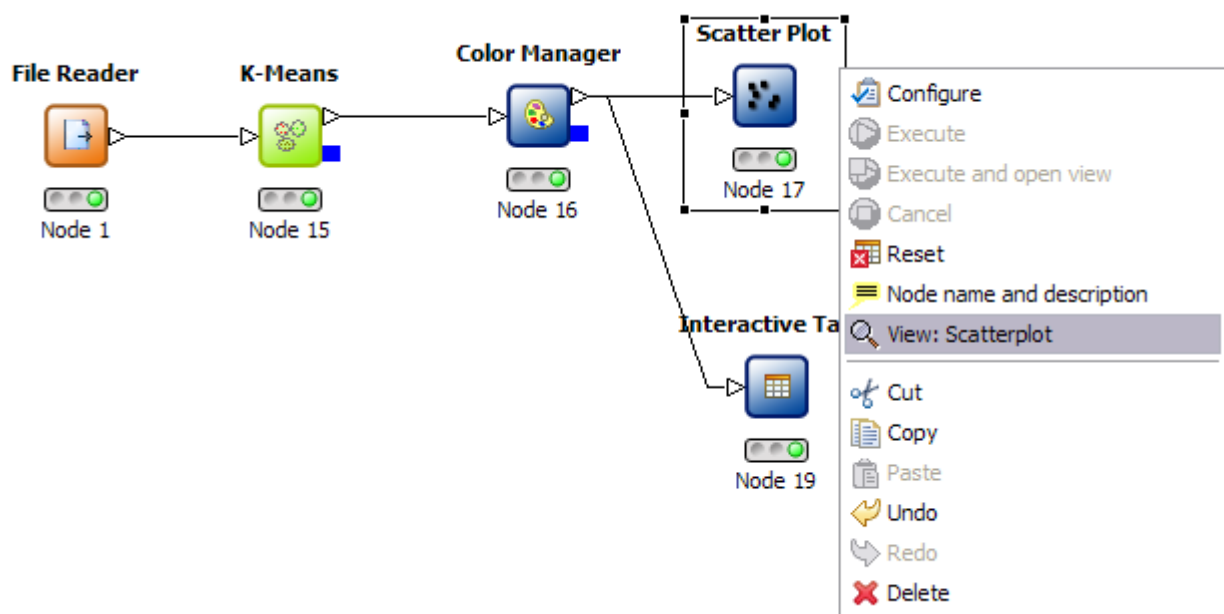 File Reader
Node 1
K-Means
Node 15
Color Manager
Node 16
Scatter Plot
Node 17
Interactive Ta
Node 19
Configure
Execute
Execute and open view
Cancel
Reset
Node name and description
View: Scatterplot
Cut
Copy
Paste
Undo
Redo
Delete